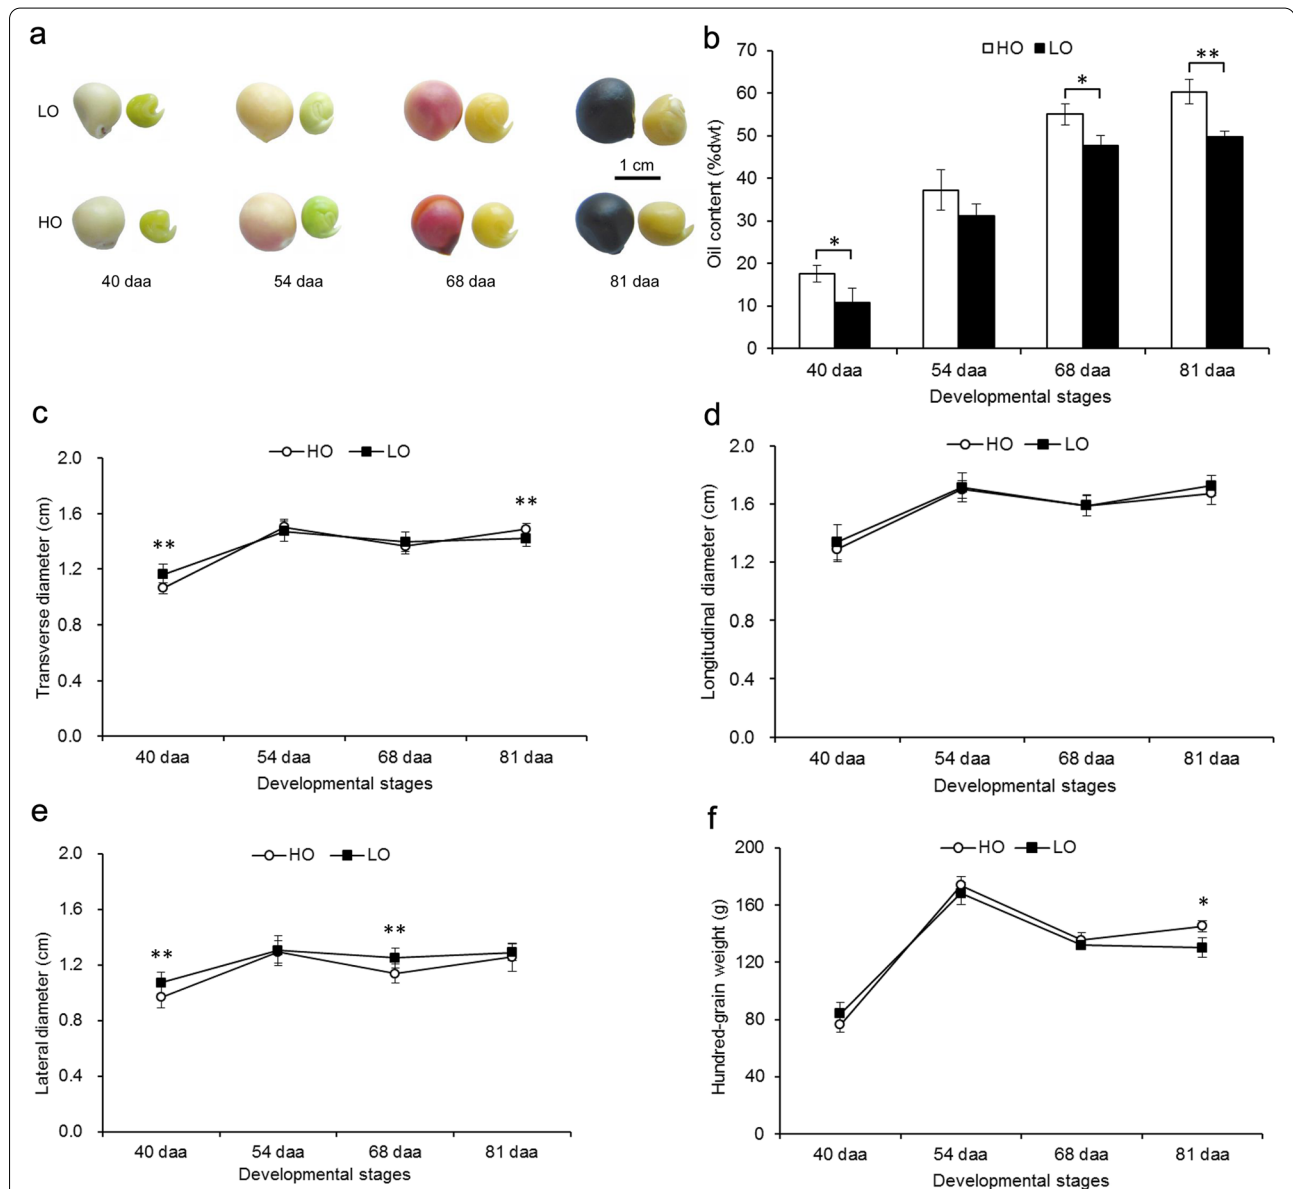 a
LO
HO
1 cm
40 daa 54 daa 68 daa 81 daa
b
HO LO
70
60
50
40
30
20
10
0
Oil content (%dwt)
* * **
40 daa 54 daa 68 daa 81 daa
Developmental stages
c
HO LO
2.0
1.6
1.2
0.8
0.4
0.0
Transverse diameter (cm)
** **
40 daa 54 daa 68 daa 81 daa
Developmental stages
d
HO LO
2.0
1.6
1.2
0.8
0.4
0.0
Longitudinal diameter (cm)
40 daa 54 daa 68 daa 81 daa
Developmental stages
e
HO LO
2.0
1.6
1.2
0.8
0.4
0.0
Lateral diameter (cm)
** **
40 daa 54 daa 68 daa 81 daa
Developmental stages
f
HO LO
200
160
120
80
40
0
Hundred-grain weight (g)
*
40 daa 54 daa 68 daa 81 daa
Developmental stages